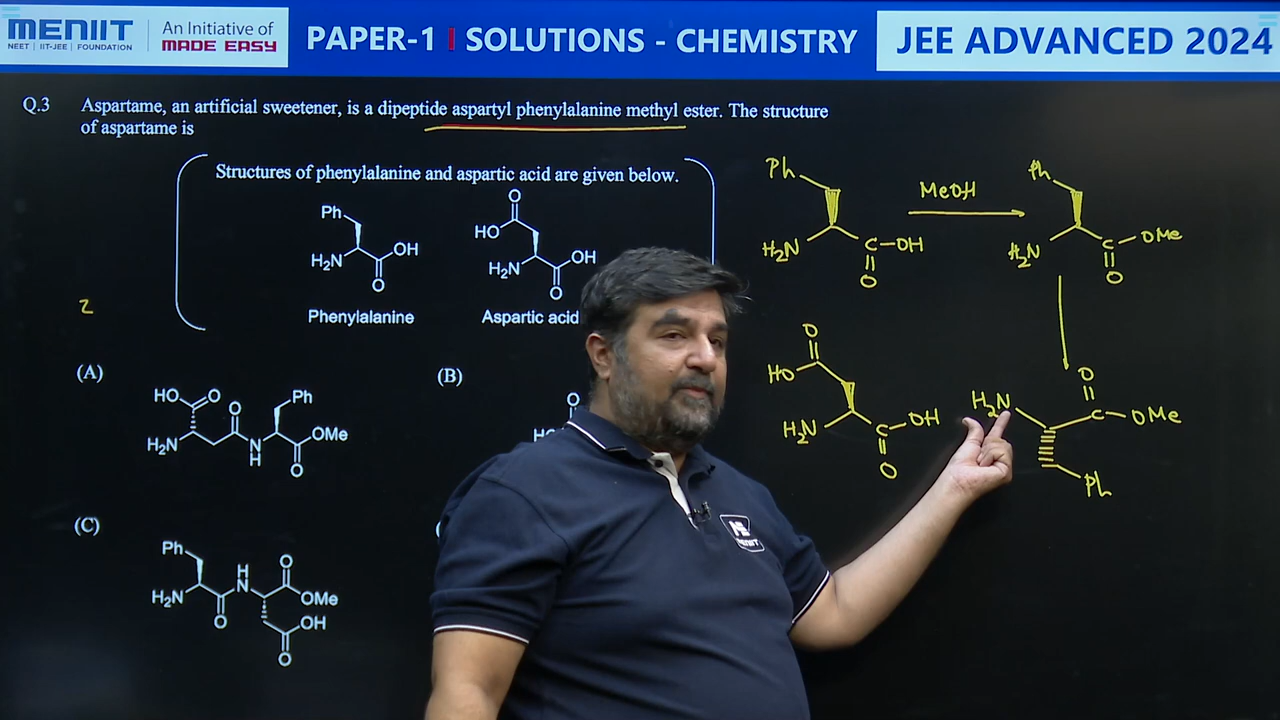 MENIIT
NEET | IIT-JEE | FOUNDATION
An Initiative of
MADE EASY
PAPER-1 | SOLUTIONS - CHEMISTRY
JEE ADVANCED 2024
Q.3 Aspartame, an artificial sweetener, is a dipeptide aspartyl phenylalanine methyl ester. The structure
of aspartame is
Structures of phenylalanine and aspartic acid are given below.
Ph
H₂N
OH
O
Phenylalanine
O
HO
H₂N
OH
O
Aspartic acid
2
(A)
HO
O
H₂N
O
N
H
Ph
OMe
O
(B)
O
(C)
Ph
H₂N
O
H
N
O
OMe
OH
O
Ph
H₂N
C-OH
O
MeOH
Ph
H₂N
C-OMe
O
O
HO
H₂N
C-OH
O
H₂N
O
C-OMe
Ph
MENIIT